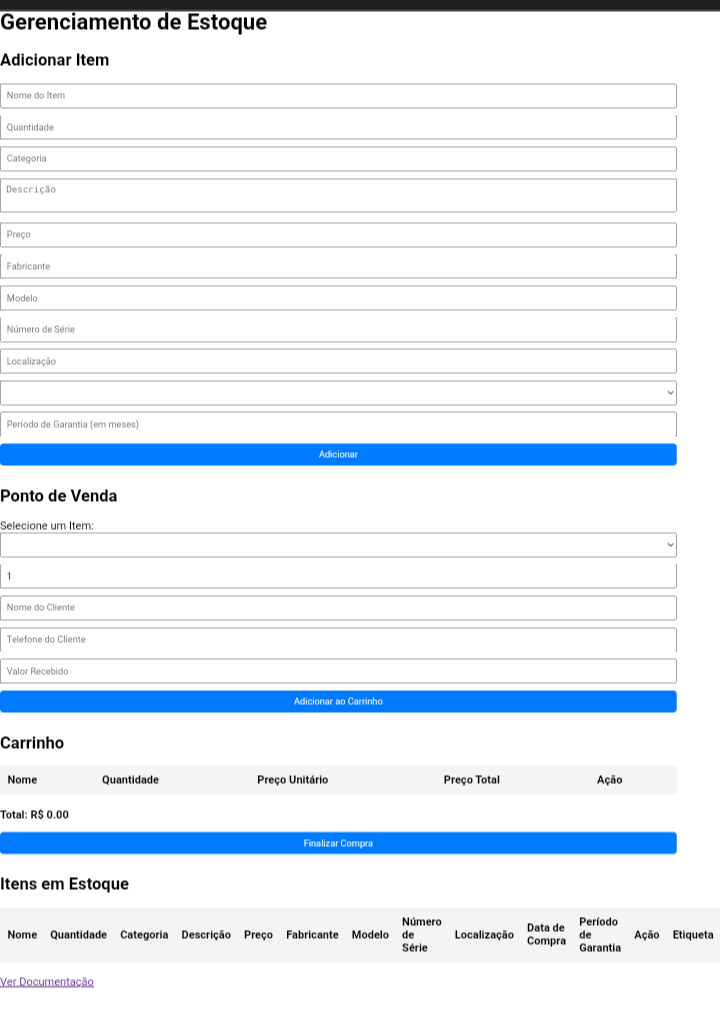 Gerenciamento de Estoque
Adicionar Item
Nome do Item
Quantidade
Categoria
Descrição
Preço
Fabricante
Modelo
Número de Série
Localização
Período de Garantia (em meses)
Adicionar
Ponto de Venda
Selecione um Item:
1
Nome do Cliente
Telefone do Cliente
Valor Recebido
Adicionar ao Carrinho
Carrinho
Nome Quantidade Preço Unitário Preço Total Ação
Total: R$ 0.00
Finalizar Compra
Itens em Estoque
Nome Quantidade Categoria Descrição Preço Fabricante Modelo Número de Série Localização Data de Compra Período de Garantia Ação Etiqueta
Ver Documentação